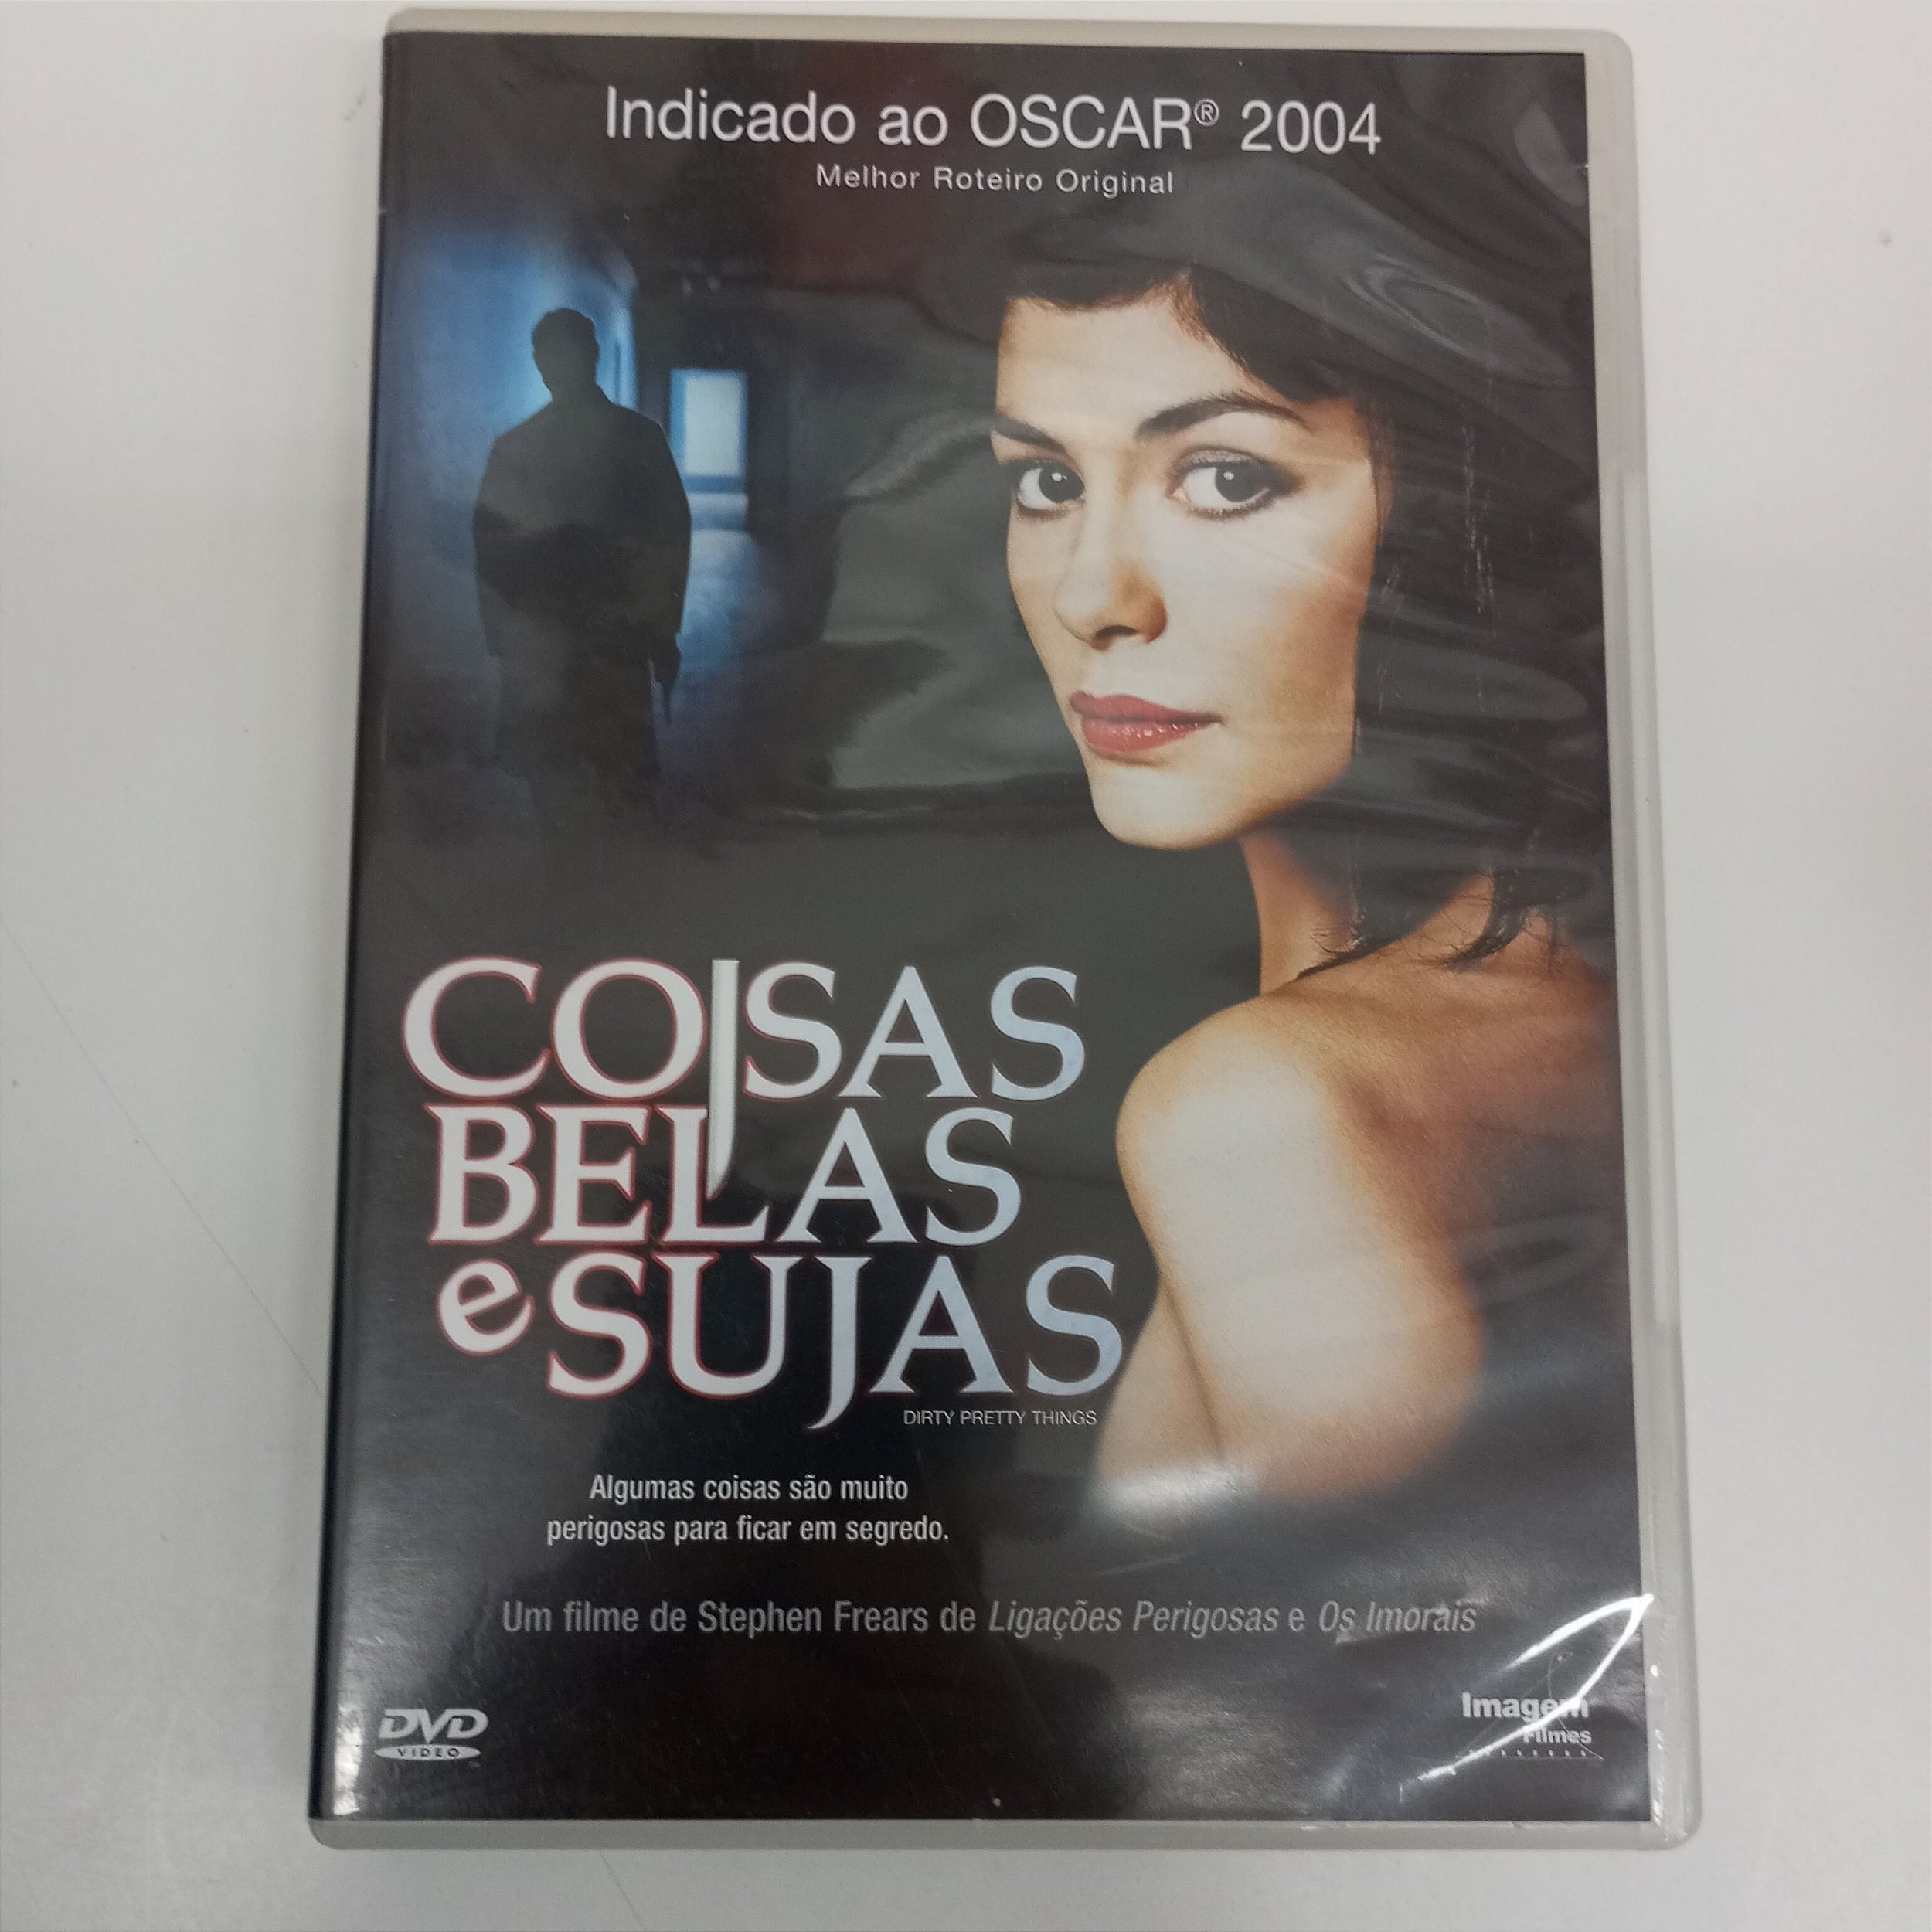 Indicado ao OSCAR® 2004
Melhor Roteiro Original
COISAS
BELAS
e SUJAS
DIRTY PRETTY THINGS
Algumas coisas são muito
perigosas para ficar em segredo.
Um filme de Stephen Frears de Ligações Perigosas e Os Imorais
DVD
VIDEO
Imagem
Filmes